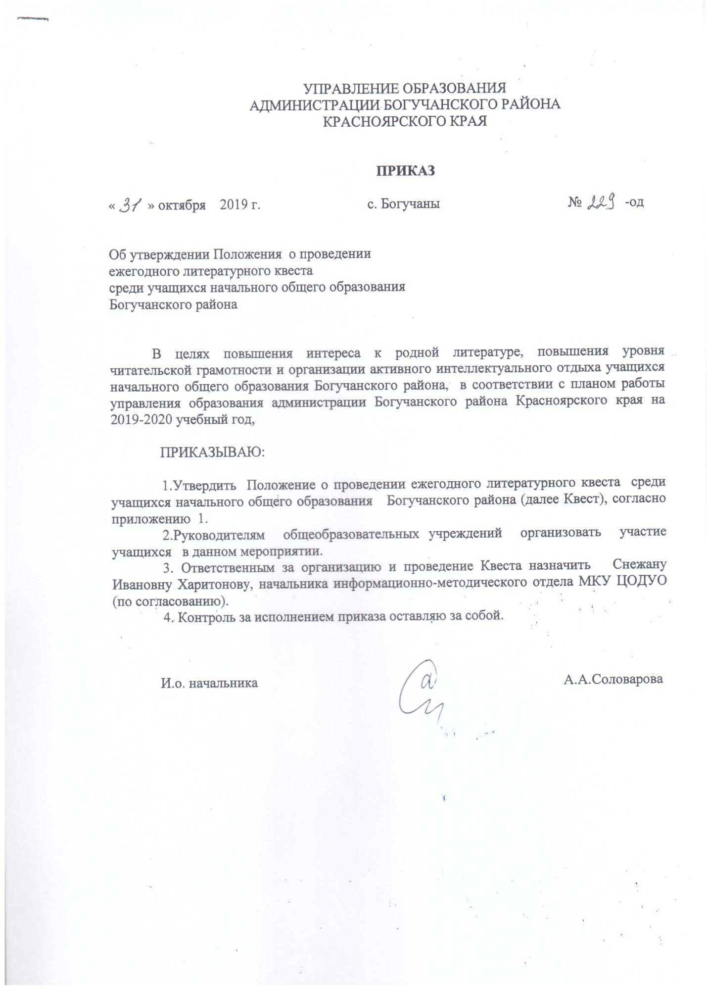 УПРАВЛЕНИЕ ОБРАЗОВАНИЯ
АДМИНИСТРАЦИИ БОГУЧАНСКОГО РАЙОНА
КРАСНОЯРСКОГО КРАЯ
ПРИКАЗ
« 31 » октября 2019 г. с. Богучаны № 229 -од
Об утверждении Положения о проведении
ежегодного литературного квеста
среди учащихся начального общего образования
Богучанского района
В целях повышения интереса к родной литературе, повышения уровня
читательской грамотности и организации активного интеллектуального отдыха учащихся
начального общего образования Богучанского района, в соответствии с планом работы
управления образования администрации Богучанского района Красноярского края на
2019-2020 учебный год,
ПРИКАЗЫВАЮ:
1.Утвердить Положение о проведении ежегодного литературного квеста среди
учащихся начального общего образования Богучанского района (далее Квест), согласно
приложению 1.
2.Руководителям общеобразовательных учреждений организовать участие
учащихся в данном мероприятии.
3. Ответственным за организацию и проведение Квеста назначить Снежану
Ивановну Харитонову, начальника информационно-методического отдела МКУ ЦОДУО
(по согласованию).
4. Контроль за исполнением приказа оставляю за собой.
И.о. начальника А.А.Соловарова